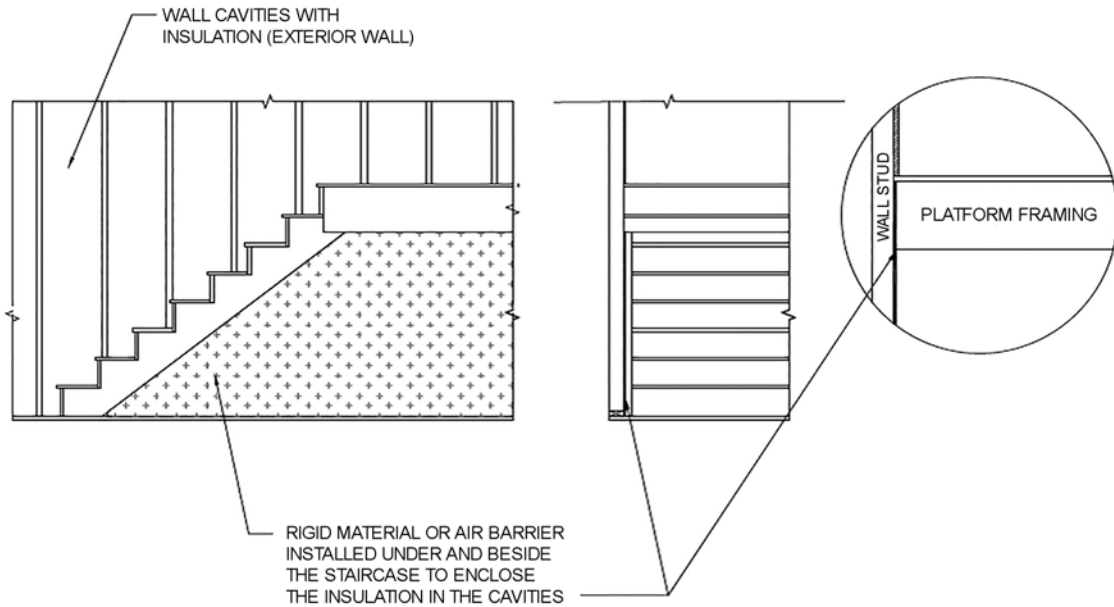 WALL CAVITIES WITH
INSULATION (EXTERIOR WALL)
WALL STUD
PLATFORM FRAMING
RIGID MATERIAL OR AIR BARRIER
INSTALLED UNDER AND BESIDE
THE STAIRCASE TO ENCLOSE
THE INSULATION IN THE CAVITIES